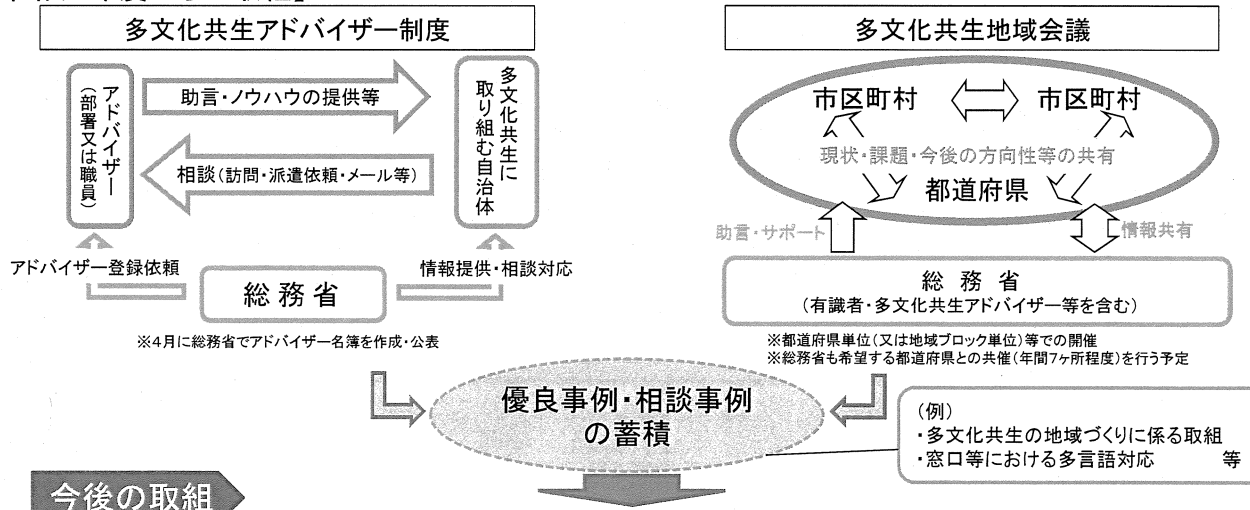 多文化共生アドバイザー制度
アドバイザー
(部署又は職員)
助言・ノウハウの提供等
相談(訪問・派遣依頼・メール等)
多文化共生に
取り組む自治体
アドバイザー登録依頼
総務省
情報提供・相談対応
※4月に総務省でアドバイザー名簿を作成・公表
多文化共生地域会議
市区町村
市区町村
現状・課題・今後の方向性等の共有
都道府県
助言・サポート
情報共有
総務省
(有識者・多文化共生アドバイザー等を含む)
※都道府県単位(又は地域ブロック単位)等での開催
※総務省も希望する都道府県との共催(年間7ヶ所程度)を行う予定
優良事例・相談事例
の蓄積
(例)
・多文化共生の地域づくりに係る取組
・窓口等における多言語対応 等
今後の取組